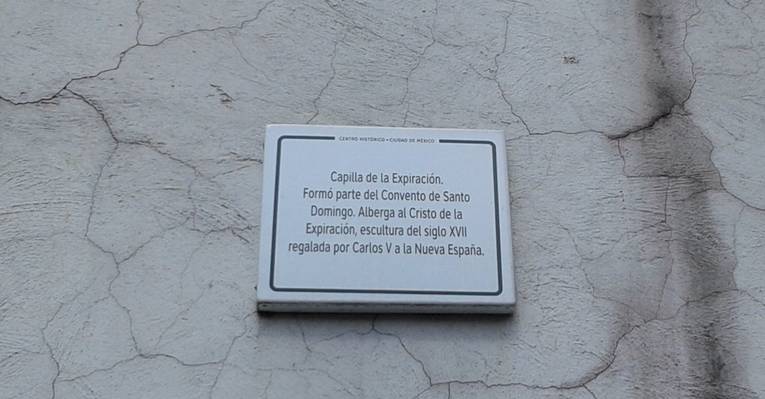 CENTRO HISTÓRICO • CIUDAD DE MÉXICO
Capilla de la Expiración.
Formó parte del Convento de Santo
Domingo. Alberga al Cristo de la
Expiración, escultura del siglo XVII
regalada por Carlos V a la Nueva España.